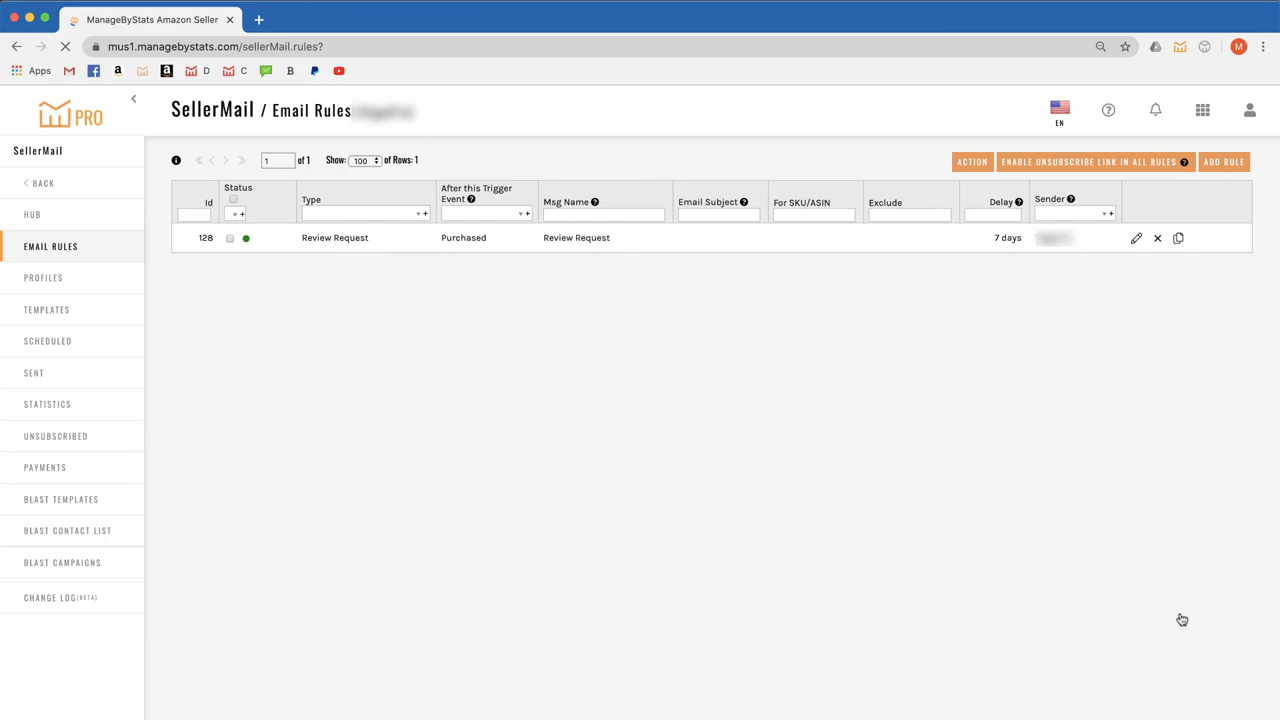 ManageByStats Amazon Seller
mus1.managebystats.com/sellerMail.rules?
M
Apps
D
C
B
PRO
SellerMail / Email Rules
EN
SellerMail
BACK
HUB
EMAIL RULES
PROFILES
TEMPLATES
SCHEDULED
SENT
STATISTICS
UNSUBSCRIBED
PAYMENTS
BLAST TEMPLATES
BLAST CONTACT LIST
BLAST CAMPAIGNS
CHANGE LOG(BETA)
1 of 1 Show: 100 of Rows: 1
ACTION ENABLE UNSUBSCRIBE LINK IN ALL RULES ? ADD RULE
Id Status Type After this Trigger Event ? Msg Name ? Email Subject ? For SKU/ASIN Exclude Delay ? Sender ?
128 Review Request Purchased Review Request 7 days